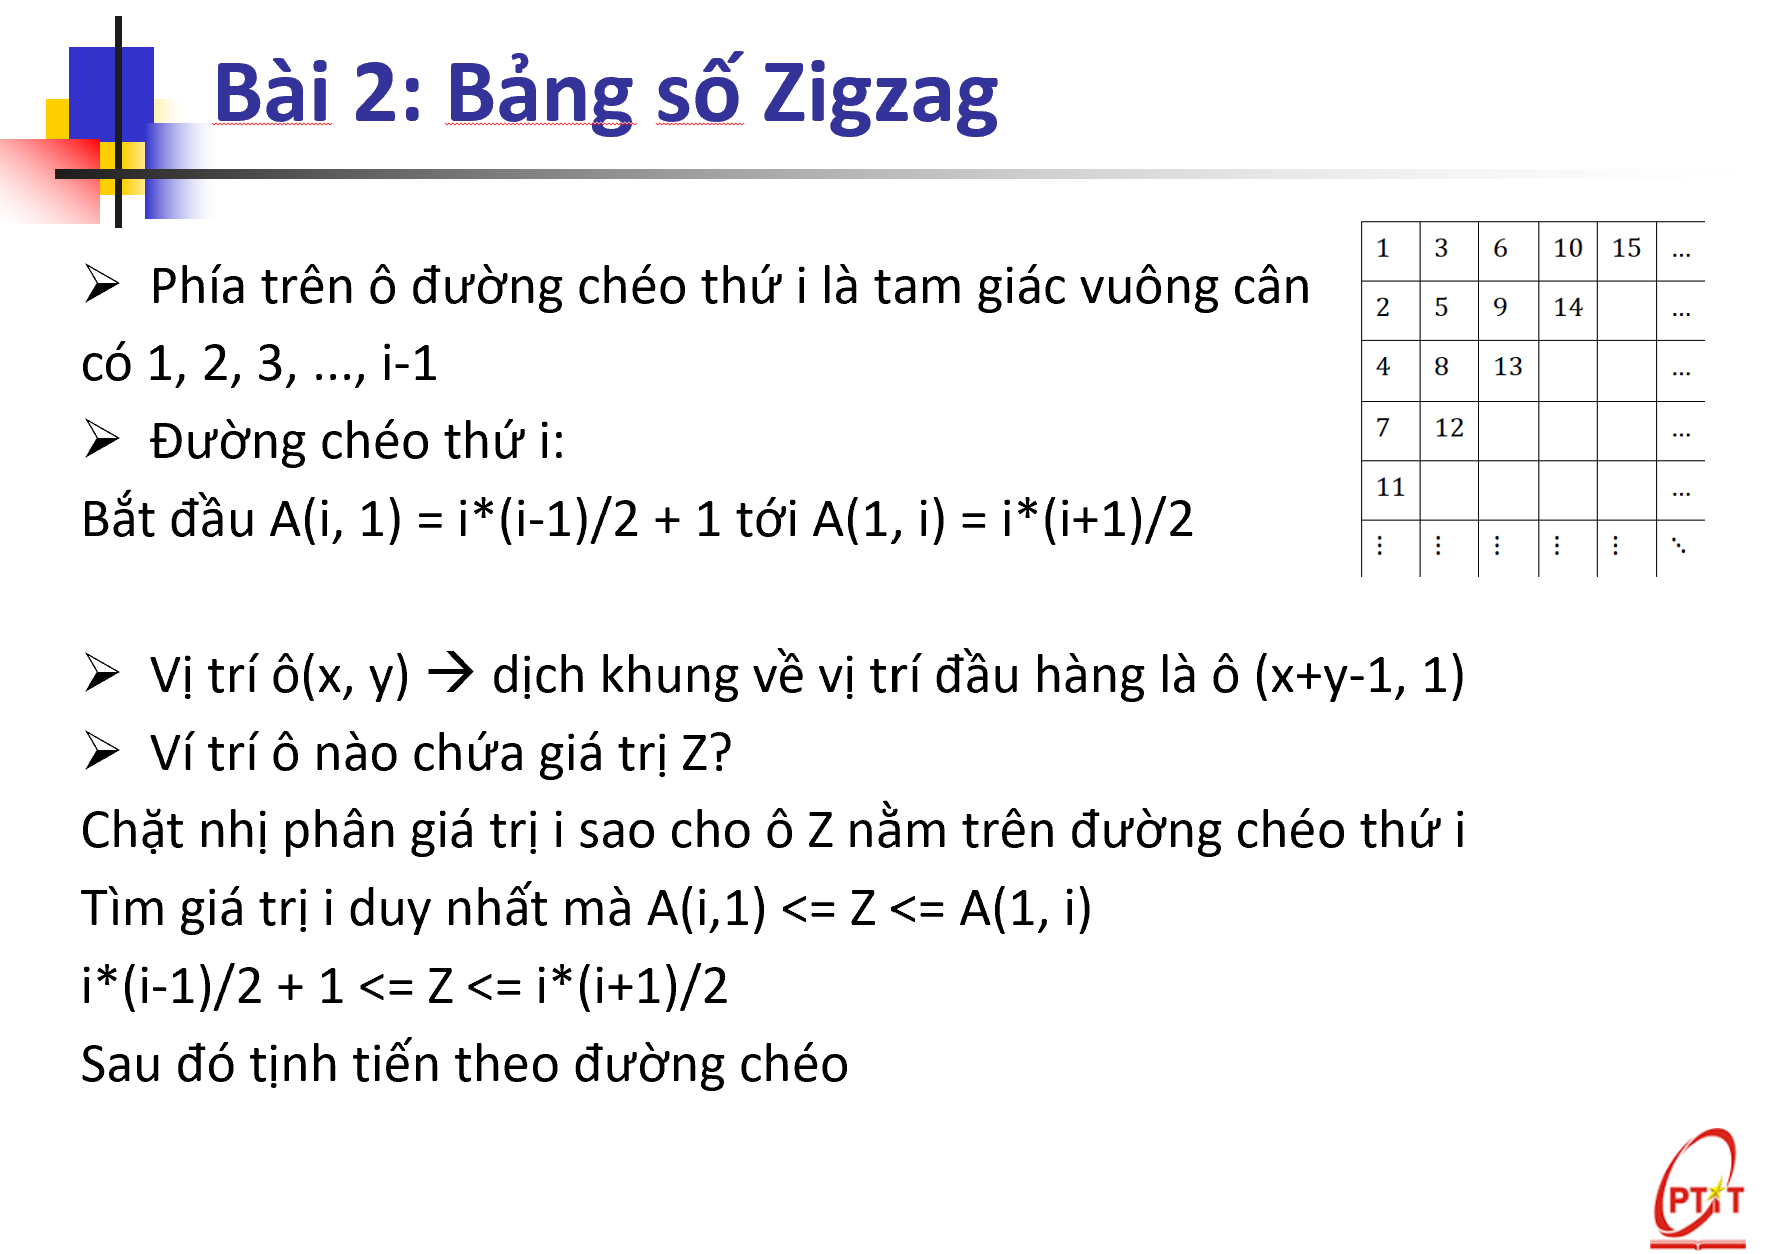 Bài 2: Bảng số Zigzag
➢ Phía trên ô đường chéo thứ i là tam giác vuông cân
có 1, 2, 3, ..., i-1
➢ Đường chéo thứ i:
Bắt đầu A(i, 1) = i*(i-1)/2 + 1 tới A(1, i) = i*(i+1)/2
1 3 6 10 15 ...
2 5 9 14 ...
4 8 13 ...
7 12 ...
11 ...
⋮ ⋮ ⋮ ⋮ ⋮ ⋱
➢ Vị trí ô(x, y) → dịch khung về vị trí đầu hàng là ô (x+y-1, 1)
➢ Ví trí ô nào chứa giá trị Z?
Chặt nhị phân giá trị i sao cho ô Z nằm trên đường chéo thứ i
Tìm giá trị i duy nhất mà A(i,1) <= Z <= A(1, i)
i*(i-1)/2 + 1 <= Z <= i*(i+1)/2
Sau đó tịnh tiến theo đường chéo
PTIT